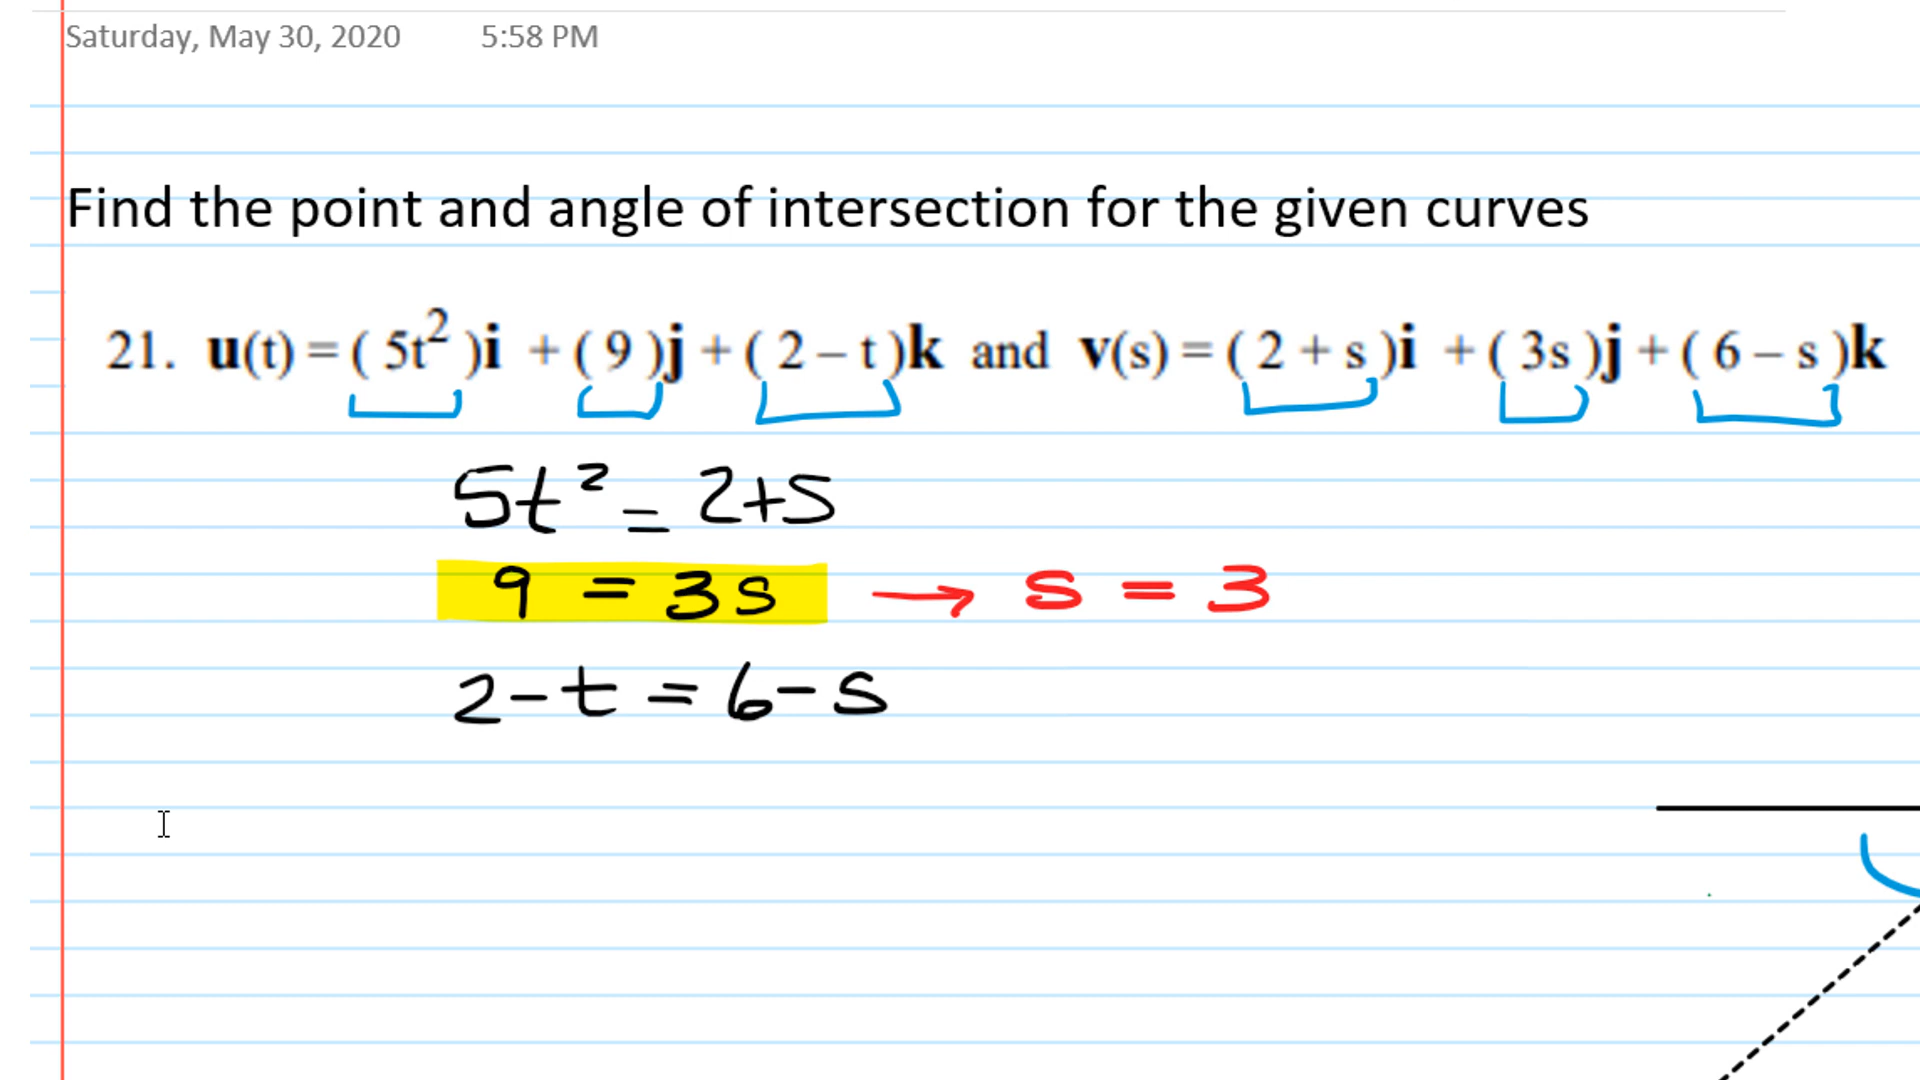 Saturday, May 30, 2020 5:58 PM
Find the point and angle of intersection for the given curves
21. u(t) = ( 5t² )i + ( 9 )j + ( 2 – t )k and v(s) = ( 2 + s )i + ( 3s )j + ( 6 – s )k
5t² = 2+s
9 = 3s → s = 3
2-t = 6-s